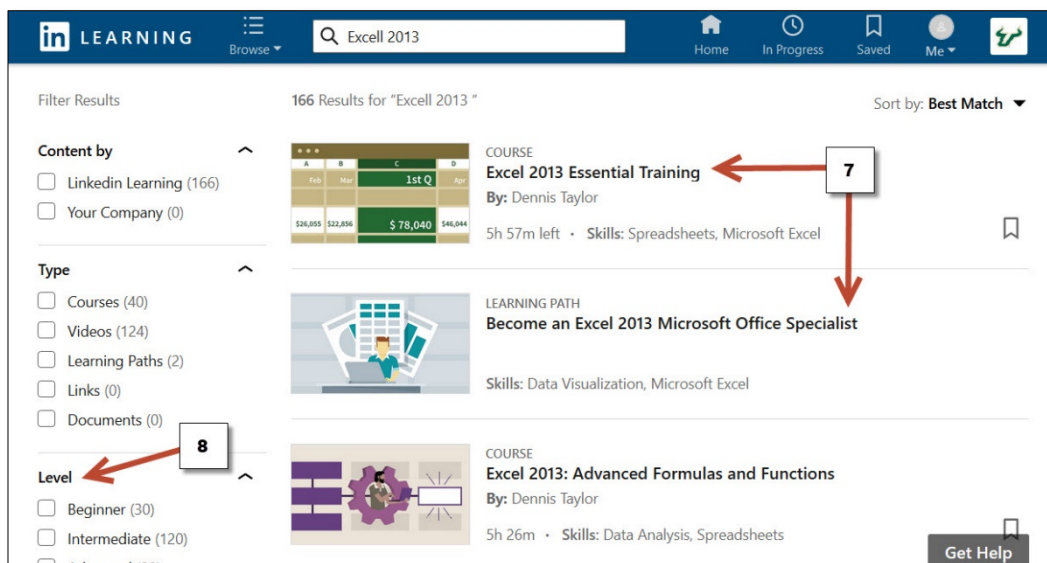 in LEARNING
Browse
Excell 2013
Home
In Progress
Saved
Me
Filter Results
166 Results for "Excell 2013 "
Sort by: Best Match
Content by
Linkedin Learning (166)
Your Company (0)
Type
Courses (40)
Videos (124)
Learning Paths (2)
Links (0)
Documents (0)
8
Level
Beginner (30)
Intermediate (120)
A B C D
Feb Mar 1st Q Apr
$26,055 $22,856 $ 78,040 $46,044
COURSE
Excel 2013 Essential Training
7
By: Dennis Taylor
5h 57m left • Skills: Spreadsheets, Microsoft Excel
LEARNING PATH
Become an Excel 2013 Microsoft Office Specialist
Skills: Data Visualization, Microsoft Excel
COURSE
Excel 2013: Advanced Formulas and Functions
By: Dennis Taylor
5h 26m • Skills: Data Analysis, Spreadsheets
Get Help